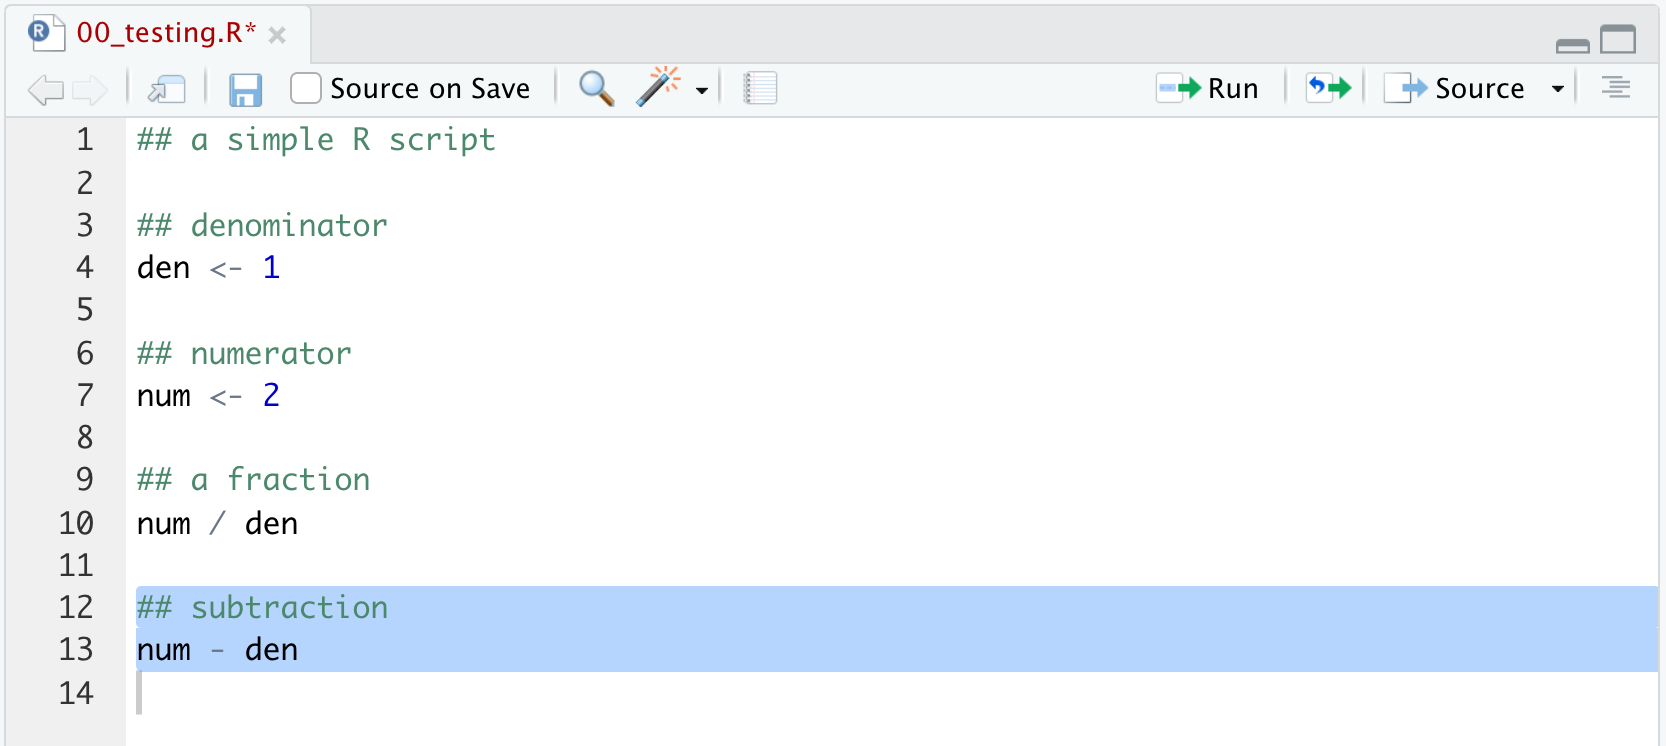 R 00_testing.R*
Source on Save Run Source
1 ## a simple R script
2
3 ## denominator
4 den <- 1
5
6 ## numerator
7 num <- 2
8
9 ## a fraction
10 num / den
11
12 ## subtraction
13 num - den
14